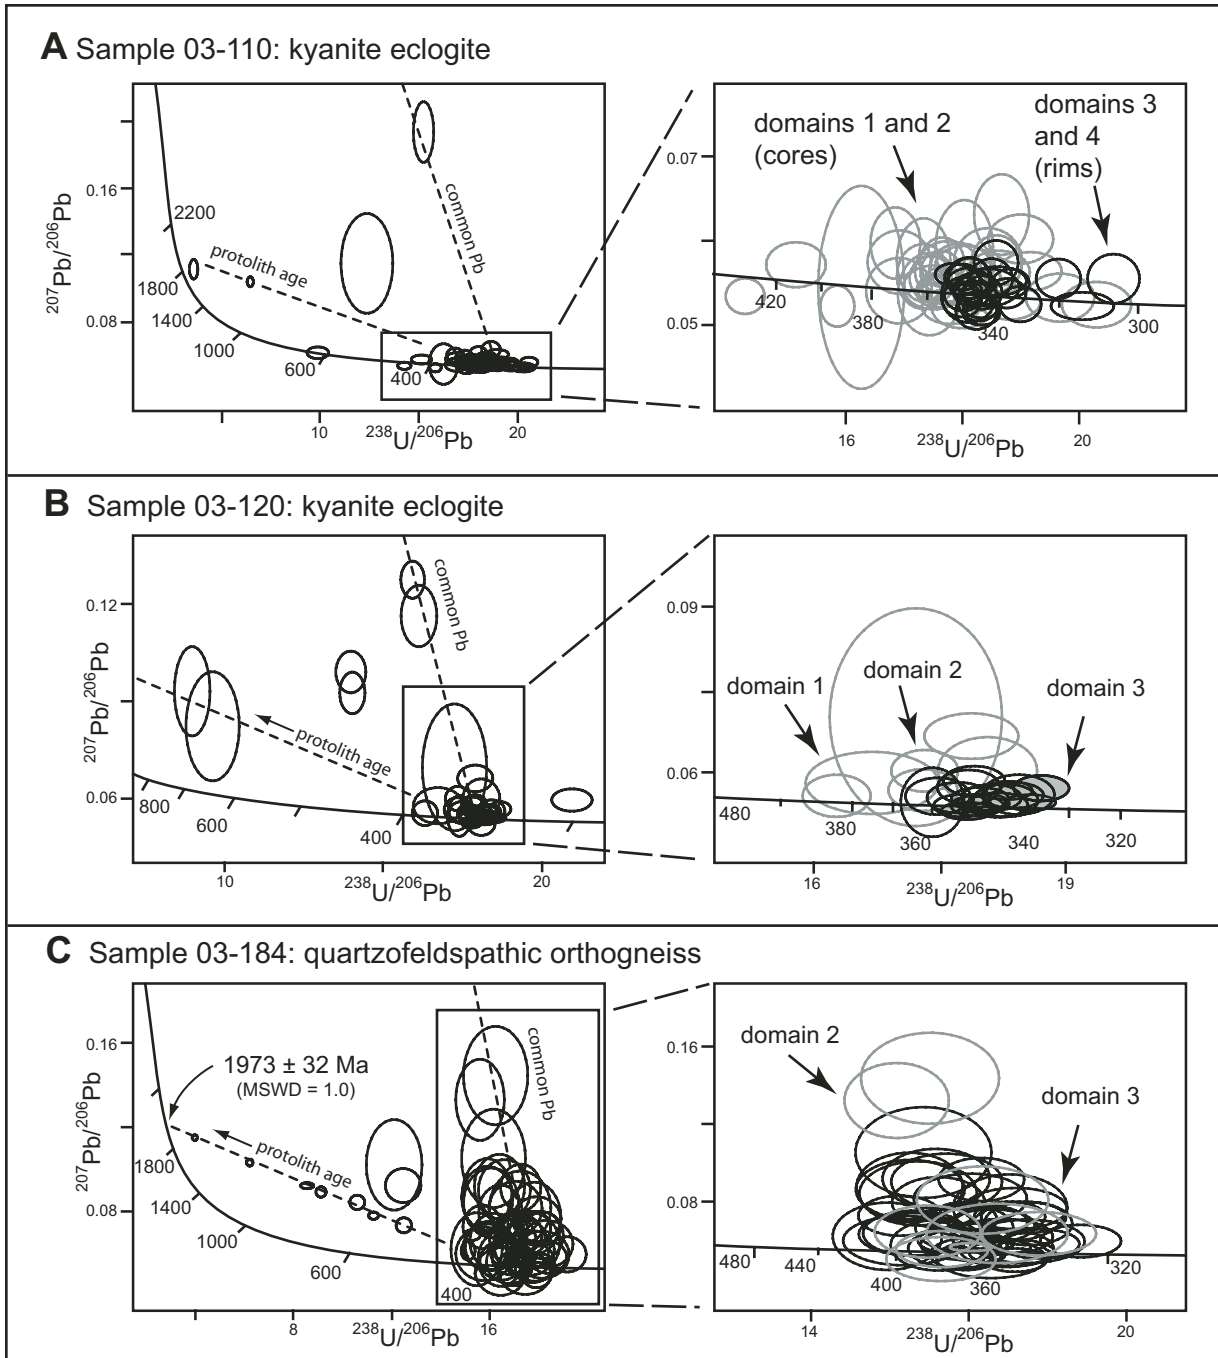 A Sample 03-110: kyanite eclogite
0.16
0.08
207Pb/206Pb
2200
1800
1400
1000
600
400
protolith age
common Pb
10
238U/206Pb
20
domains 1 and 2
(cores)
domains 3
and 4
(rims)
0.07
0.05
420
380
340
300
16
238U/206Pb
20
B Sample 03-120: kyanite eclogite
0.12
0.06
207Pb/206Pb
800
600
400
protolith age
common Pb
10
238U/206Pb
20
domain 1
domain 2
domain 3
0.09
0.06
480
380
360
340
320
16
238U/206Pb
19
C Sample 03-184: quartzofeldspathic orthogneiss
0.16
0.08
207Pb/206Pb
1973 ± 32 Ma
(MSWD = 1.0)
1800
1400
1000
600
400
protolith age
common Pb
8
238U/206Pb
16
domain 2
domain 3
0.16
0.08
480
440
400
360
320
14
238U/206Pb
20